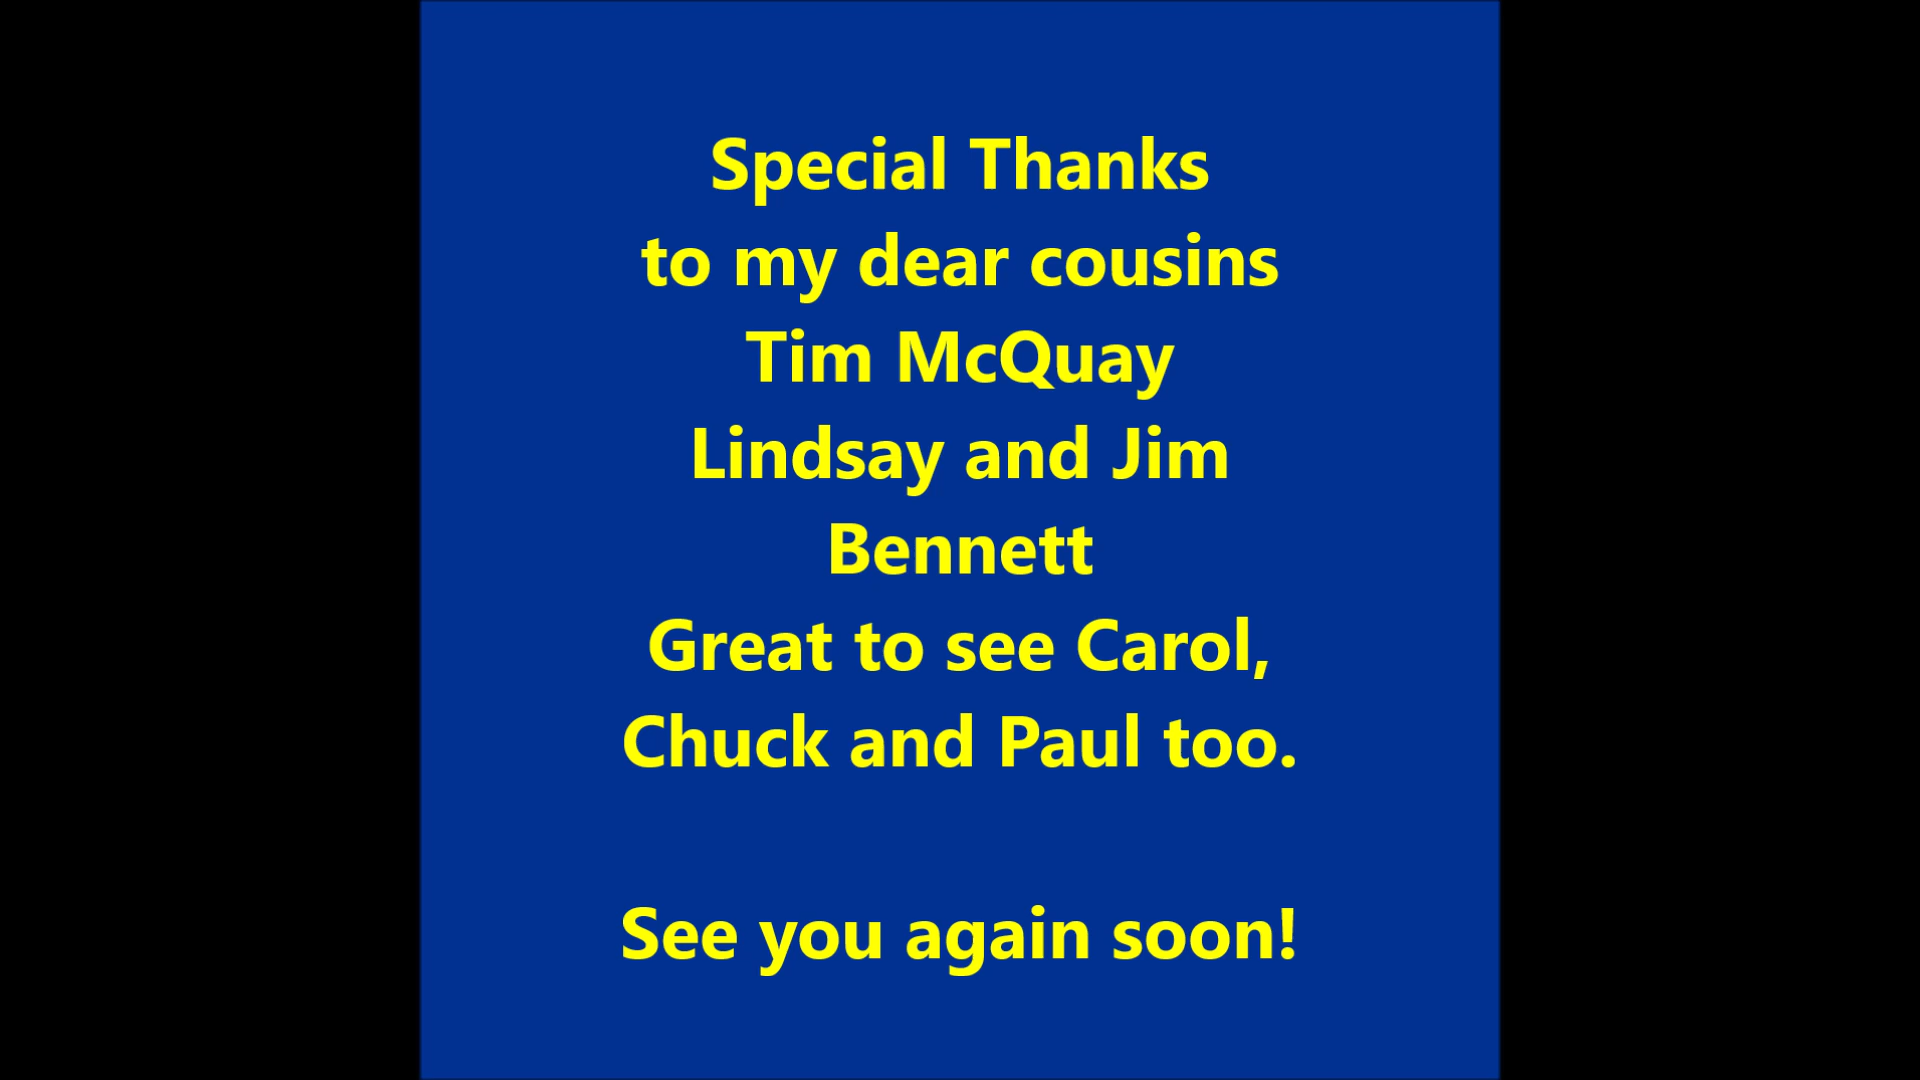 Special Thanks
to my dear cousins
Tim McQuay
Lindsay and Jim
Bennett
Great to see Carol,
Chuck and Paul too.
See you again soon!